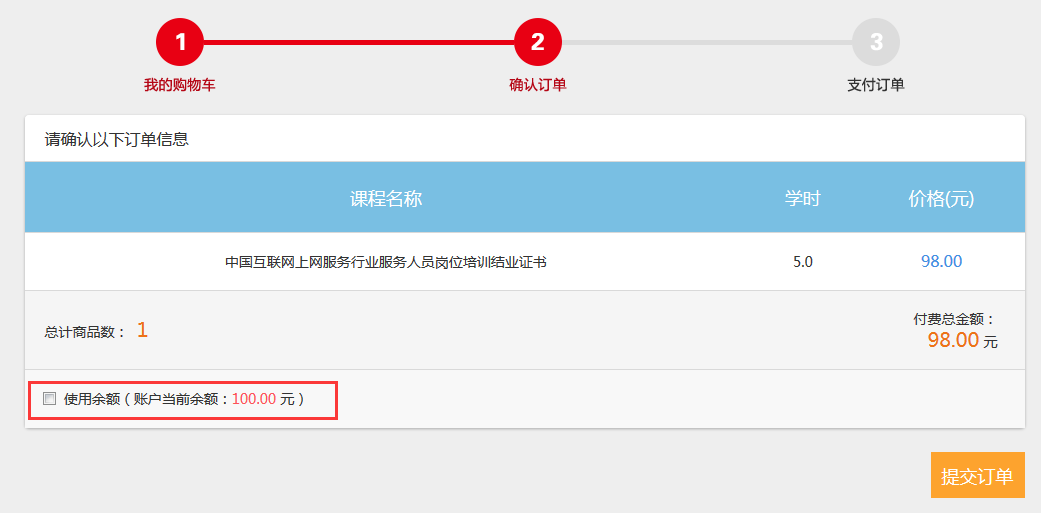 1 2 3
我的购物车 确认订单 支付订单
请确认以下订单信息
课程名称 学时 价格(元)
中国互联网上网服务行业服务人员岗位培训结业证书 5.0 98.00
总计商品数： 1
付费总金额：
98.00 元
使用余额（账户当前余额：100.00 元）
提交订单